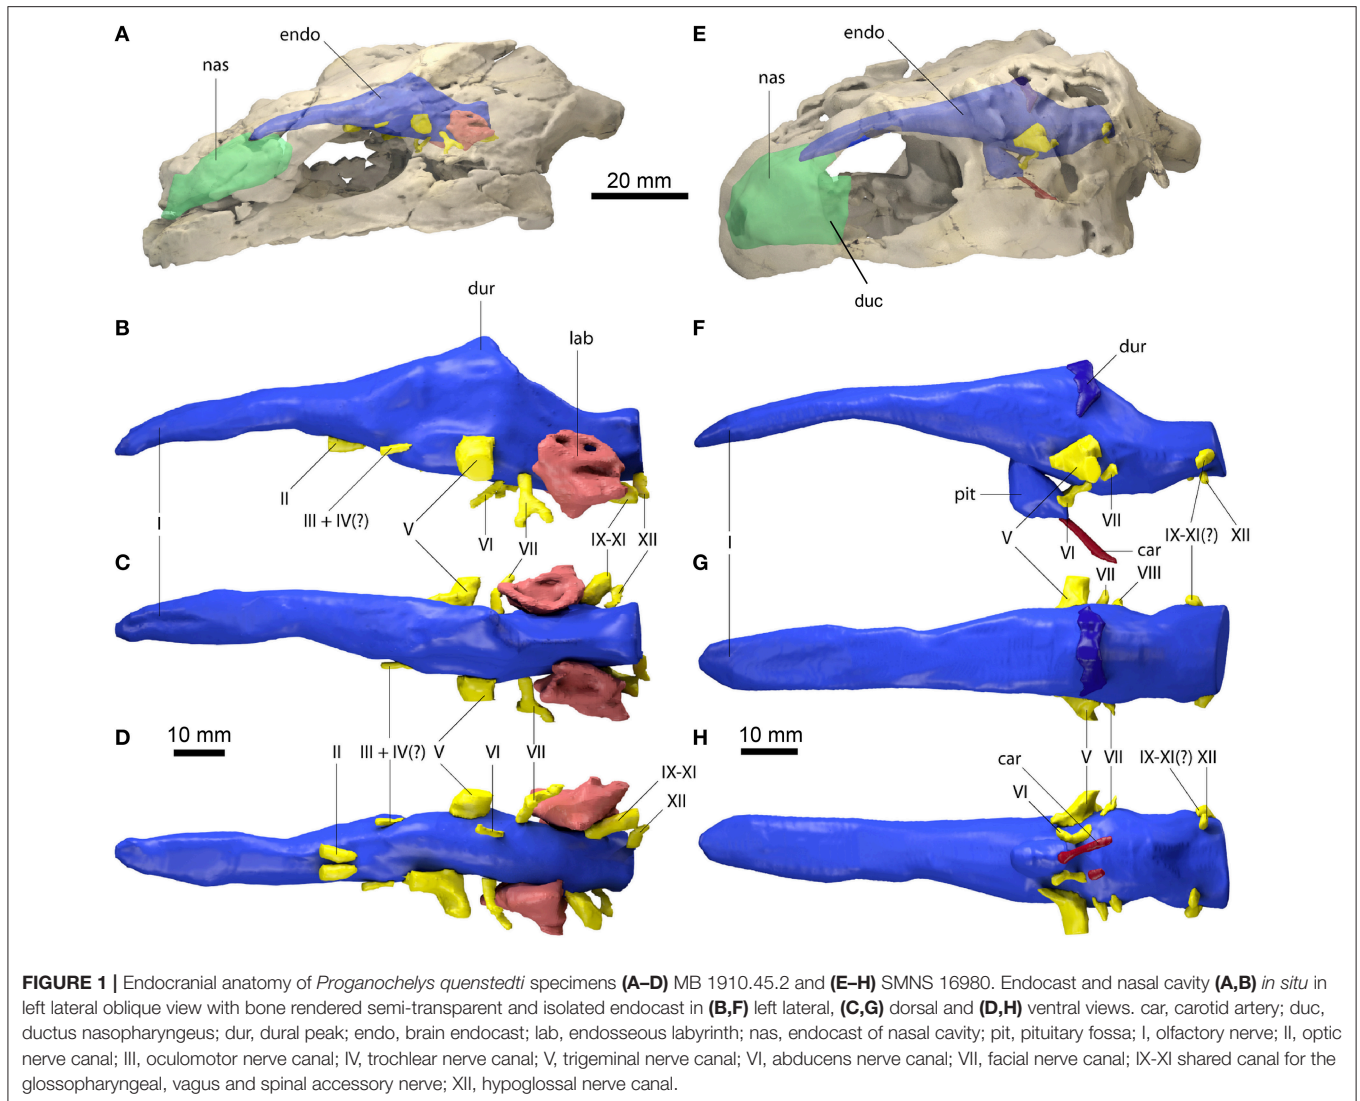 A
endo
nas
20 mm
E
endo
nas
duc
B
dur
lab
II
III + IV(?)
I
V
VI
VII
IX-XI
XII
F
dur
pit
V
VI
VII
car
IX-XI(?)
XII
I
C
G
VII
VIII
D
10 mm
II
III + IV(?)
V
VI
VII
IX-XI
XII
H
10 mm
car
VI
V
VII
IX-XI(?) XII
FIGURE 1 | Endocranial anatomy of Proganochelys quenstedti specimens (A–D) MB 1910.45.2 and (E–H) SMNS 16980. Endocast and nasal cavity (A,B) in situ in
left lateral oblique view with bone rendered semi-transparent and isolated endocast in (B,F) left lateral, (C,G) dorsal and (D,H) ventral views. car, carotid artery; duc,
ductus nasopharyngeus; dur, dural peak; endo, brain endocast; lab, endosseous labyrinth; nas, endocast of nasal cavity; pit, pituitary fossa; I, olfactory nerve; II, optic
nerve canal; III, oculomotor nerve canal; IV, trochlear nerve canal; V, trigeminal nerve canal; VI, abducens nerve canal; VII, facial nerve canal; IX-XI shared canal for the
glossopharyngeal, vagus and spinal accessory nerve; XII, hypoglossal nerve canal.